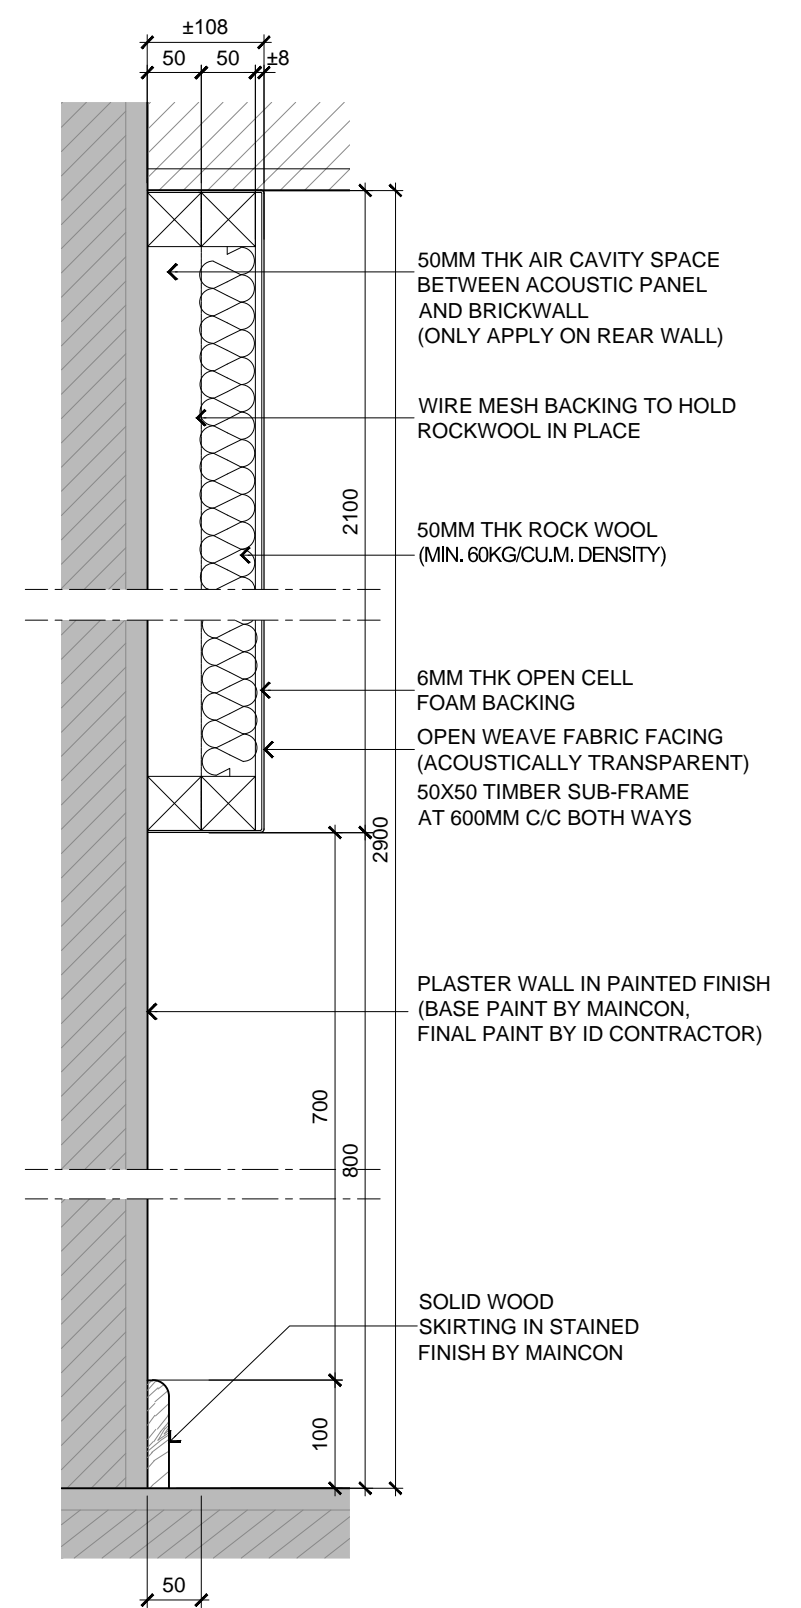 ±108
50
50
±8
50MM THK AIR CAVITY SPACE
BETWEEN ACOUSTIC PANEL
AND BRICKWALL
(ONLY APPLY ON REAR WALL)
WIRE MESH BACKING TO HOLD
ROCKWOOL IN PLACE
2100
50MM THK ROCK WOOL
(MIN. 60KG/CU.M. DENSITY)
6MM THK OPEN CELL
FOAM BACKING
OPEN WEAVE FABRIC FACING
(ACOUSTICALLY TRANSPARENT)
50X50 TIMBER SUB-FRAME
AT 600MM C/C BOTH WAYS
2900
PLASTER WALL IN PAINTED FINISH
(BASE PAINT BY MAINCON,
FINAL PAINT BY ID CONTRACTOR)
700
800
SOLID WOOD
SKIRTING IN STAINED
FINISH BY MAINCON
100
50